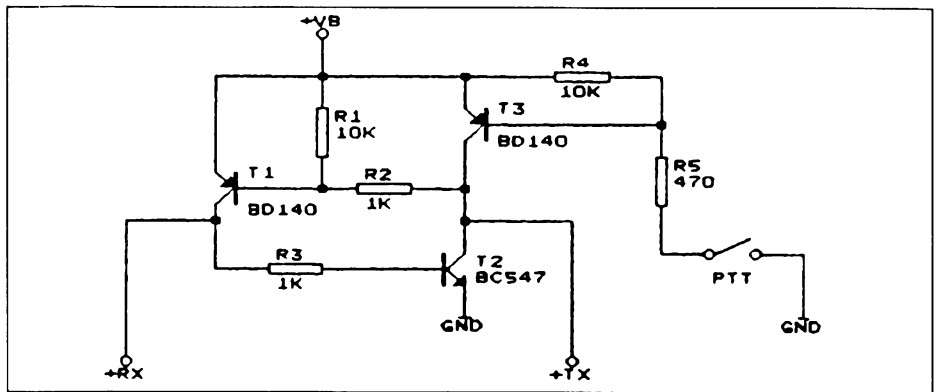 +VB
R4
10K
R1
10K
T3
BD140
R5
470
T1
R2
BD140
1K
R3
1K
T2
BC547
PTT
GND
GND
+RX
+TX